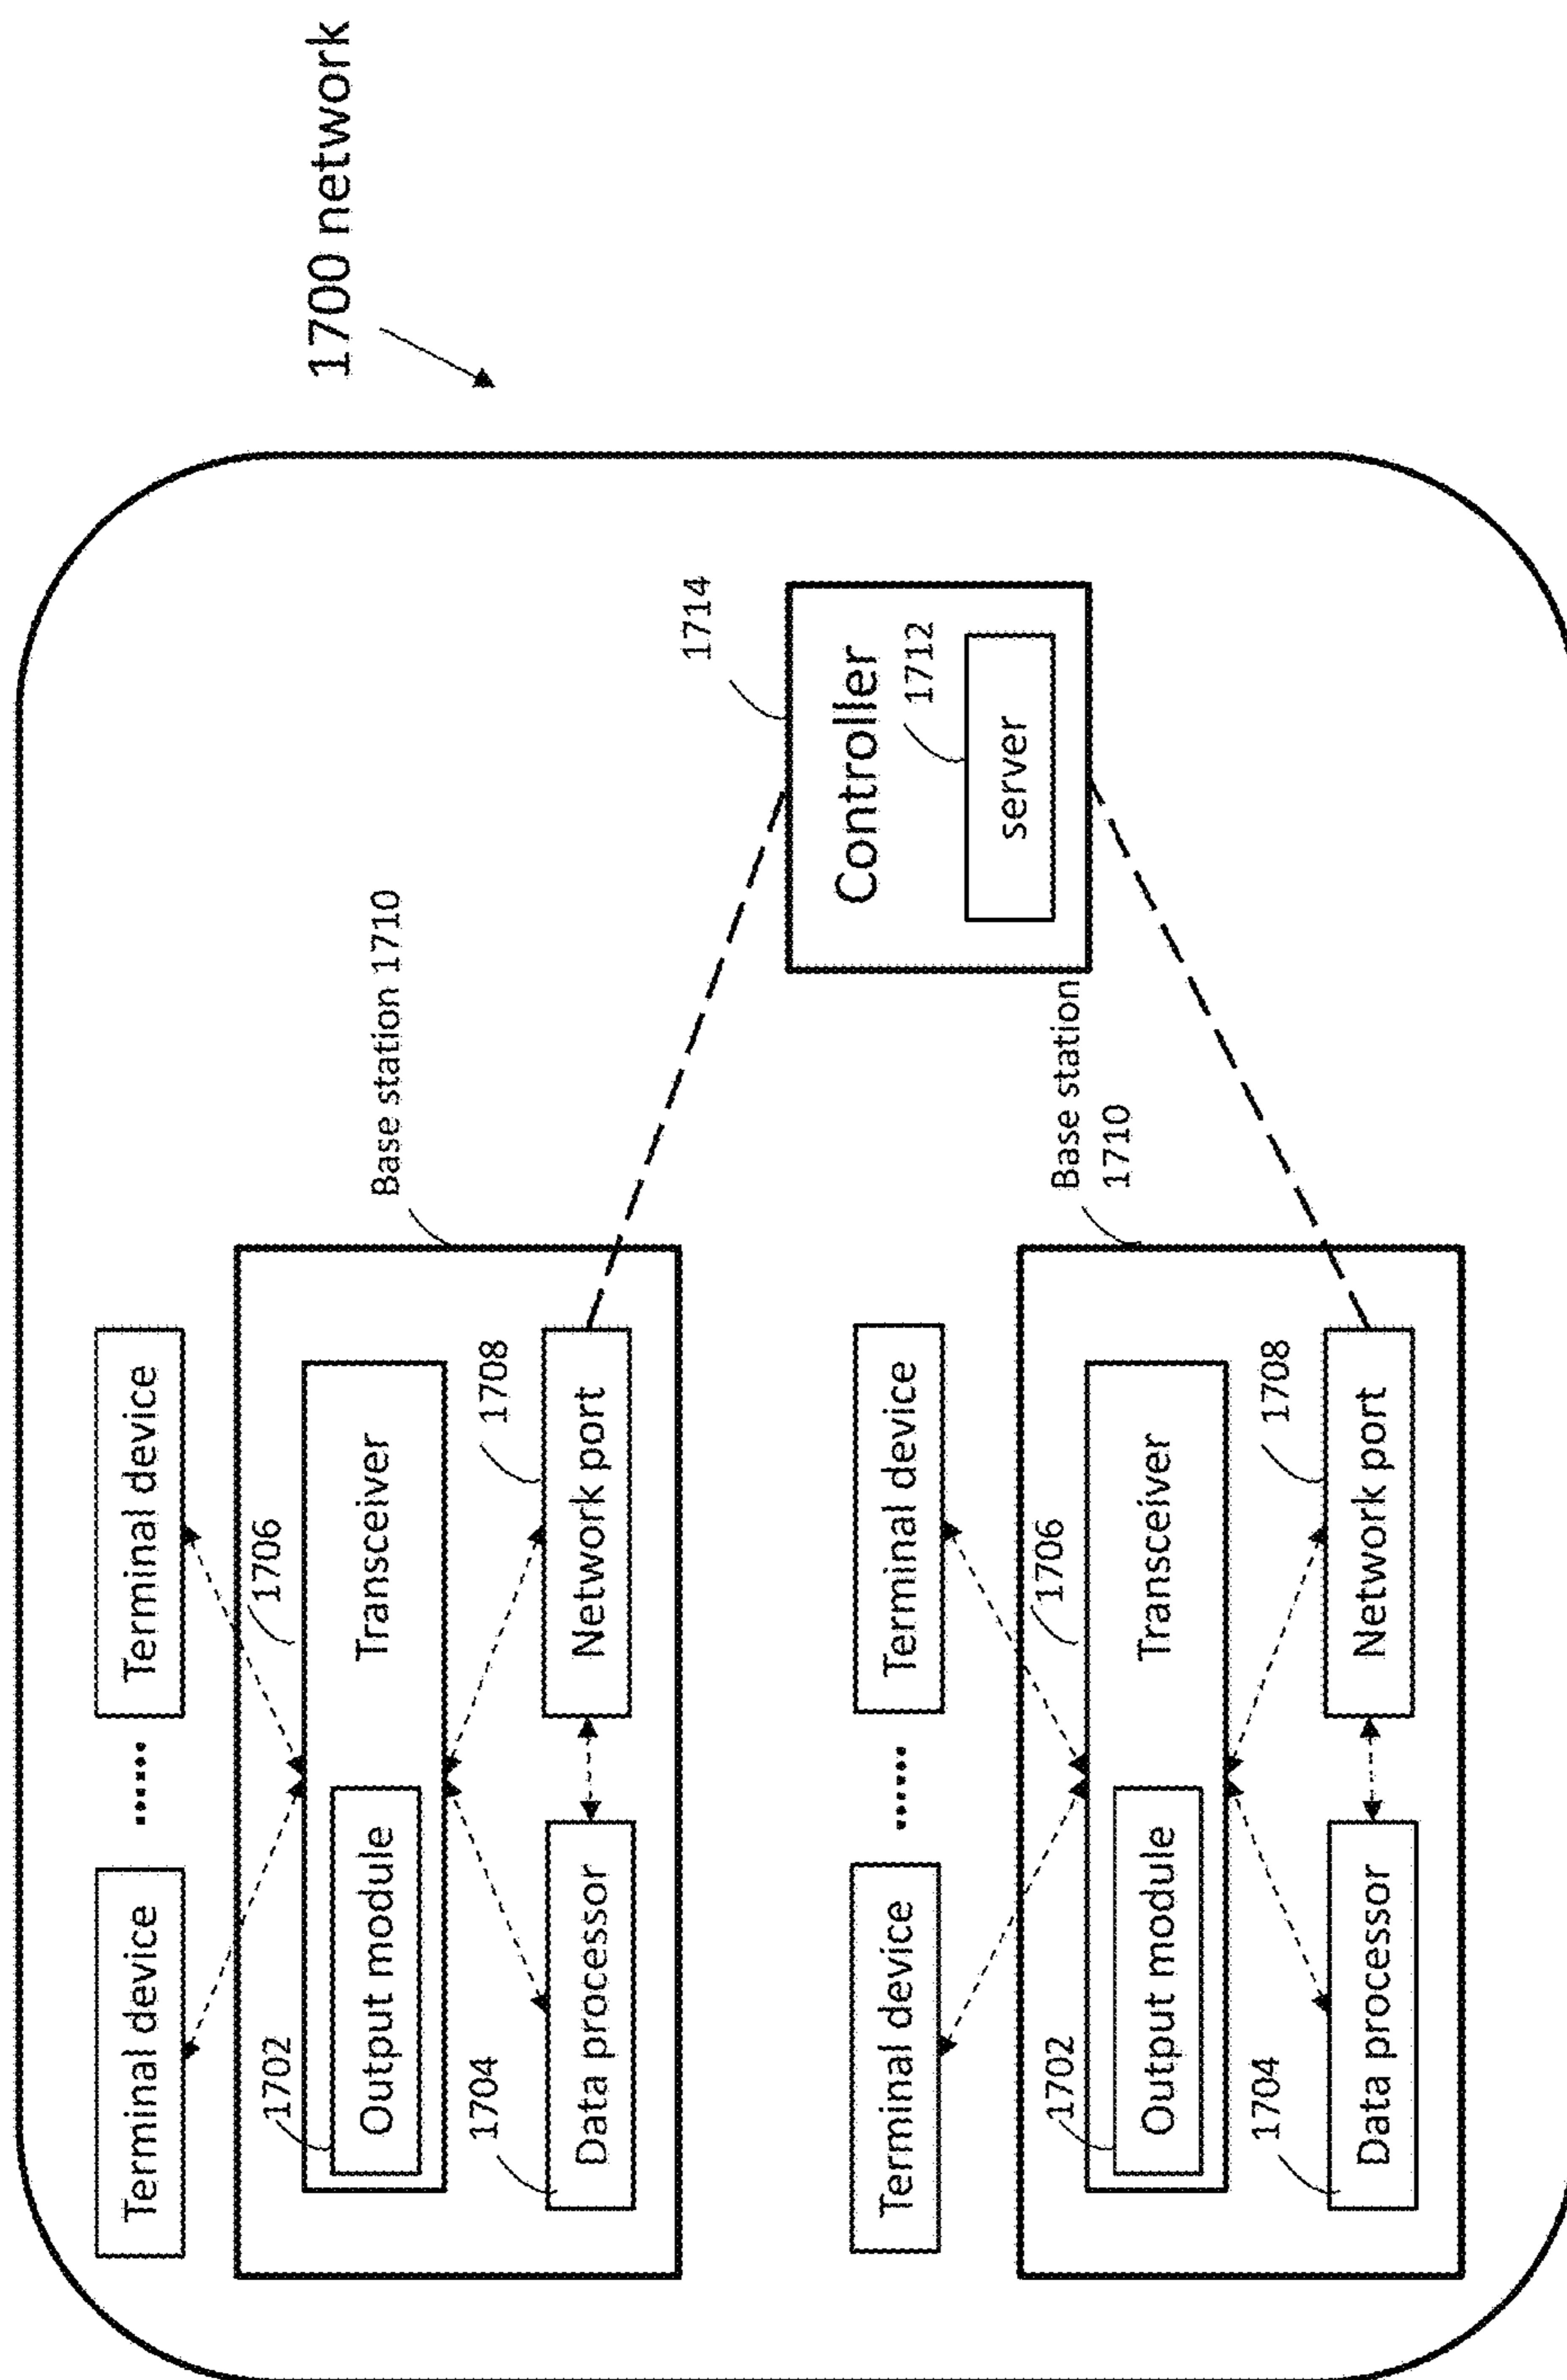 1700 network
Terminal device
......
Terminal device
Base station 1710
1702
1706
Output module
Transceiver
1704
1708
Data processor
Network port
1714
Controller
1712
server
Terminal device
......
Terminal device
Base station
1710
1702
1706
Output module
Transceiver
1704
1708
Data processor
Network port